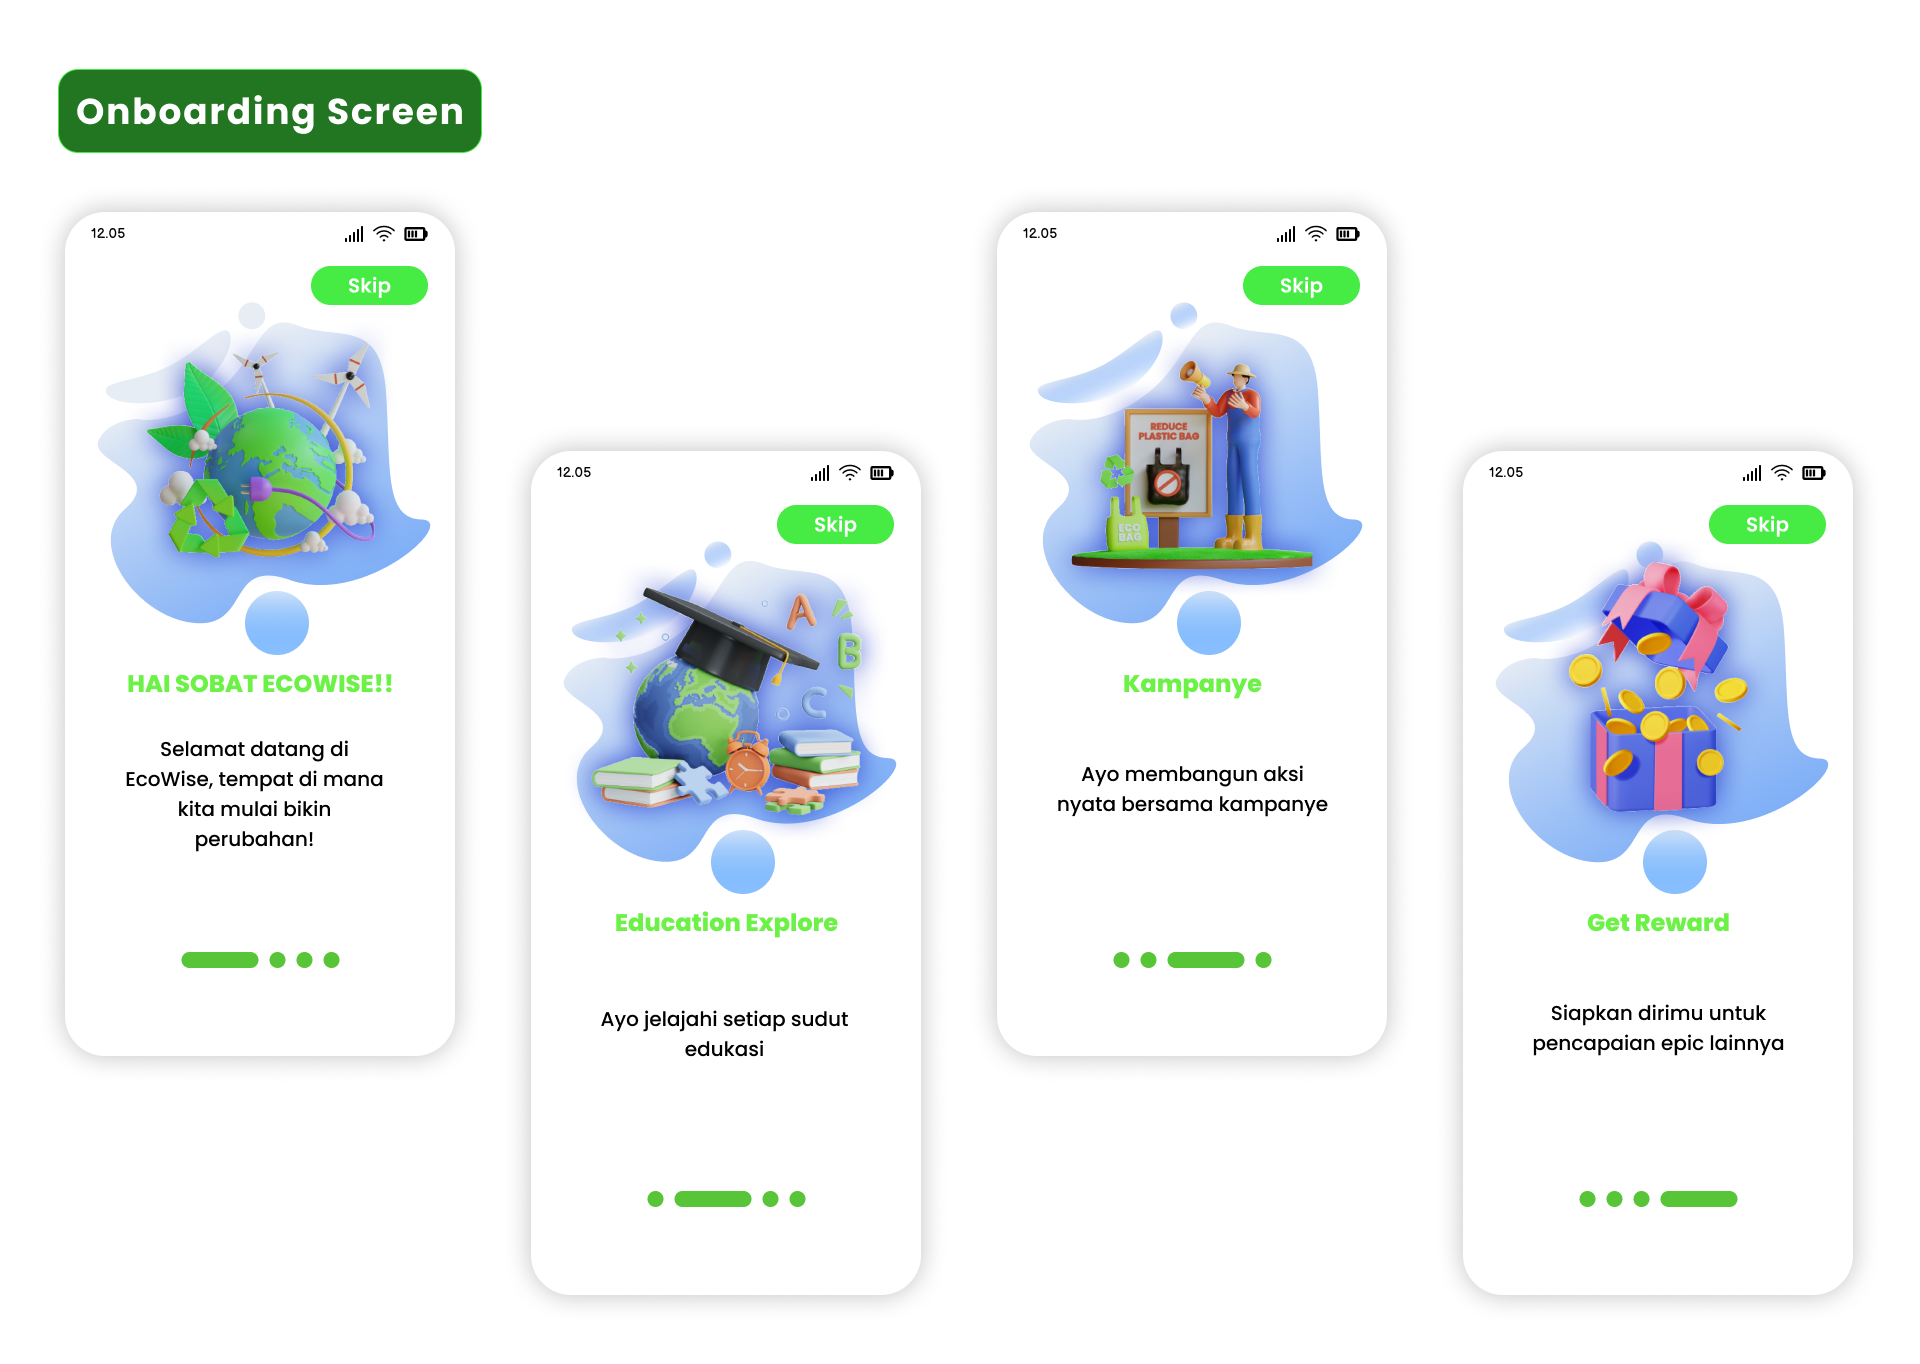 Onboarding Screen
12.05
Skip
HAI SOBAT ECOWISE!!
Selamat datang di
EcoWise, tempat di mana
kita mulai bikin
perubahan!
12.05
Skip
A
B
C
Education Explore
Ayo jelajahi setiap sudut
edukasi
12.05
Skip
REDUCE
PLASTIC BAG
ECO
BAG
Kampanye
Ayo membangun aksi
nyata bersama kampanye
12.05
Skip
Get Reward
Siapkan dirimu untuk
pencapaian epic lainnya